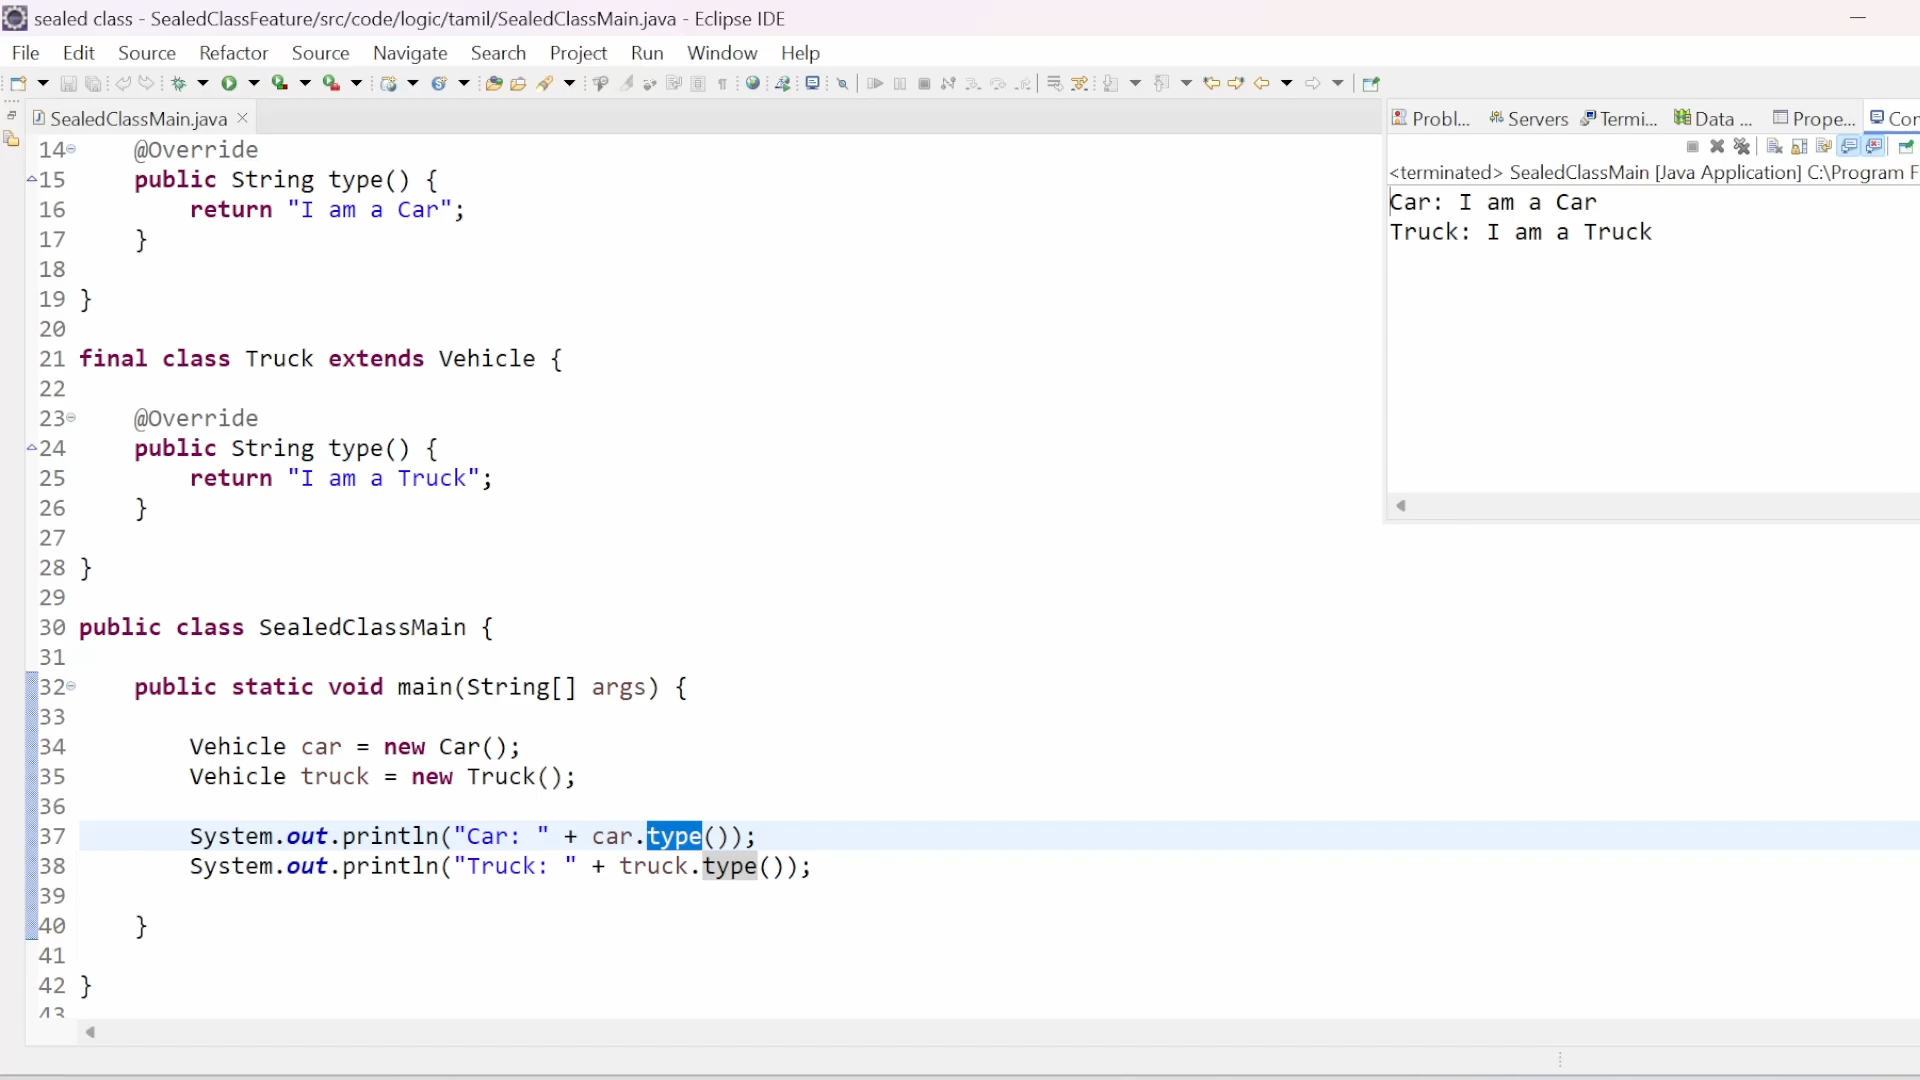 sealed class - SealedClassFeature/src/code/logic/tamil/SealedClassMain.java - Eclipse IDE
File Edit Source Refactor Source Navigate Search Project Run Window Help
SealedClassMain.java
14 @Override
15 public String type() {
16 return "I am a Car";
17 }
18
19 }
20
21 final class Truck extends Vehicle {
22
23 @Override
24 public String type() {
25 return "I am a Truck";
26 }
27
28 }
29
30 public class SealedClassMain {
31
32 public static void main(String[] args) {
33
34 Vehicle car = new Car();
35 Vehicle truck = new Truck();
36
37 System.out.println("Car: " + car.type());
38 System.out.println("Truck: " + truck.type());
39
40 }
41
42 }
43
Probl... Servers Termi... Data ... Prope... Con
<terminated> SealedClassMain [Java Application] C:\Program F
Car: I am a Car
Truck: I am a Truck